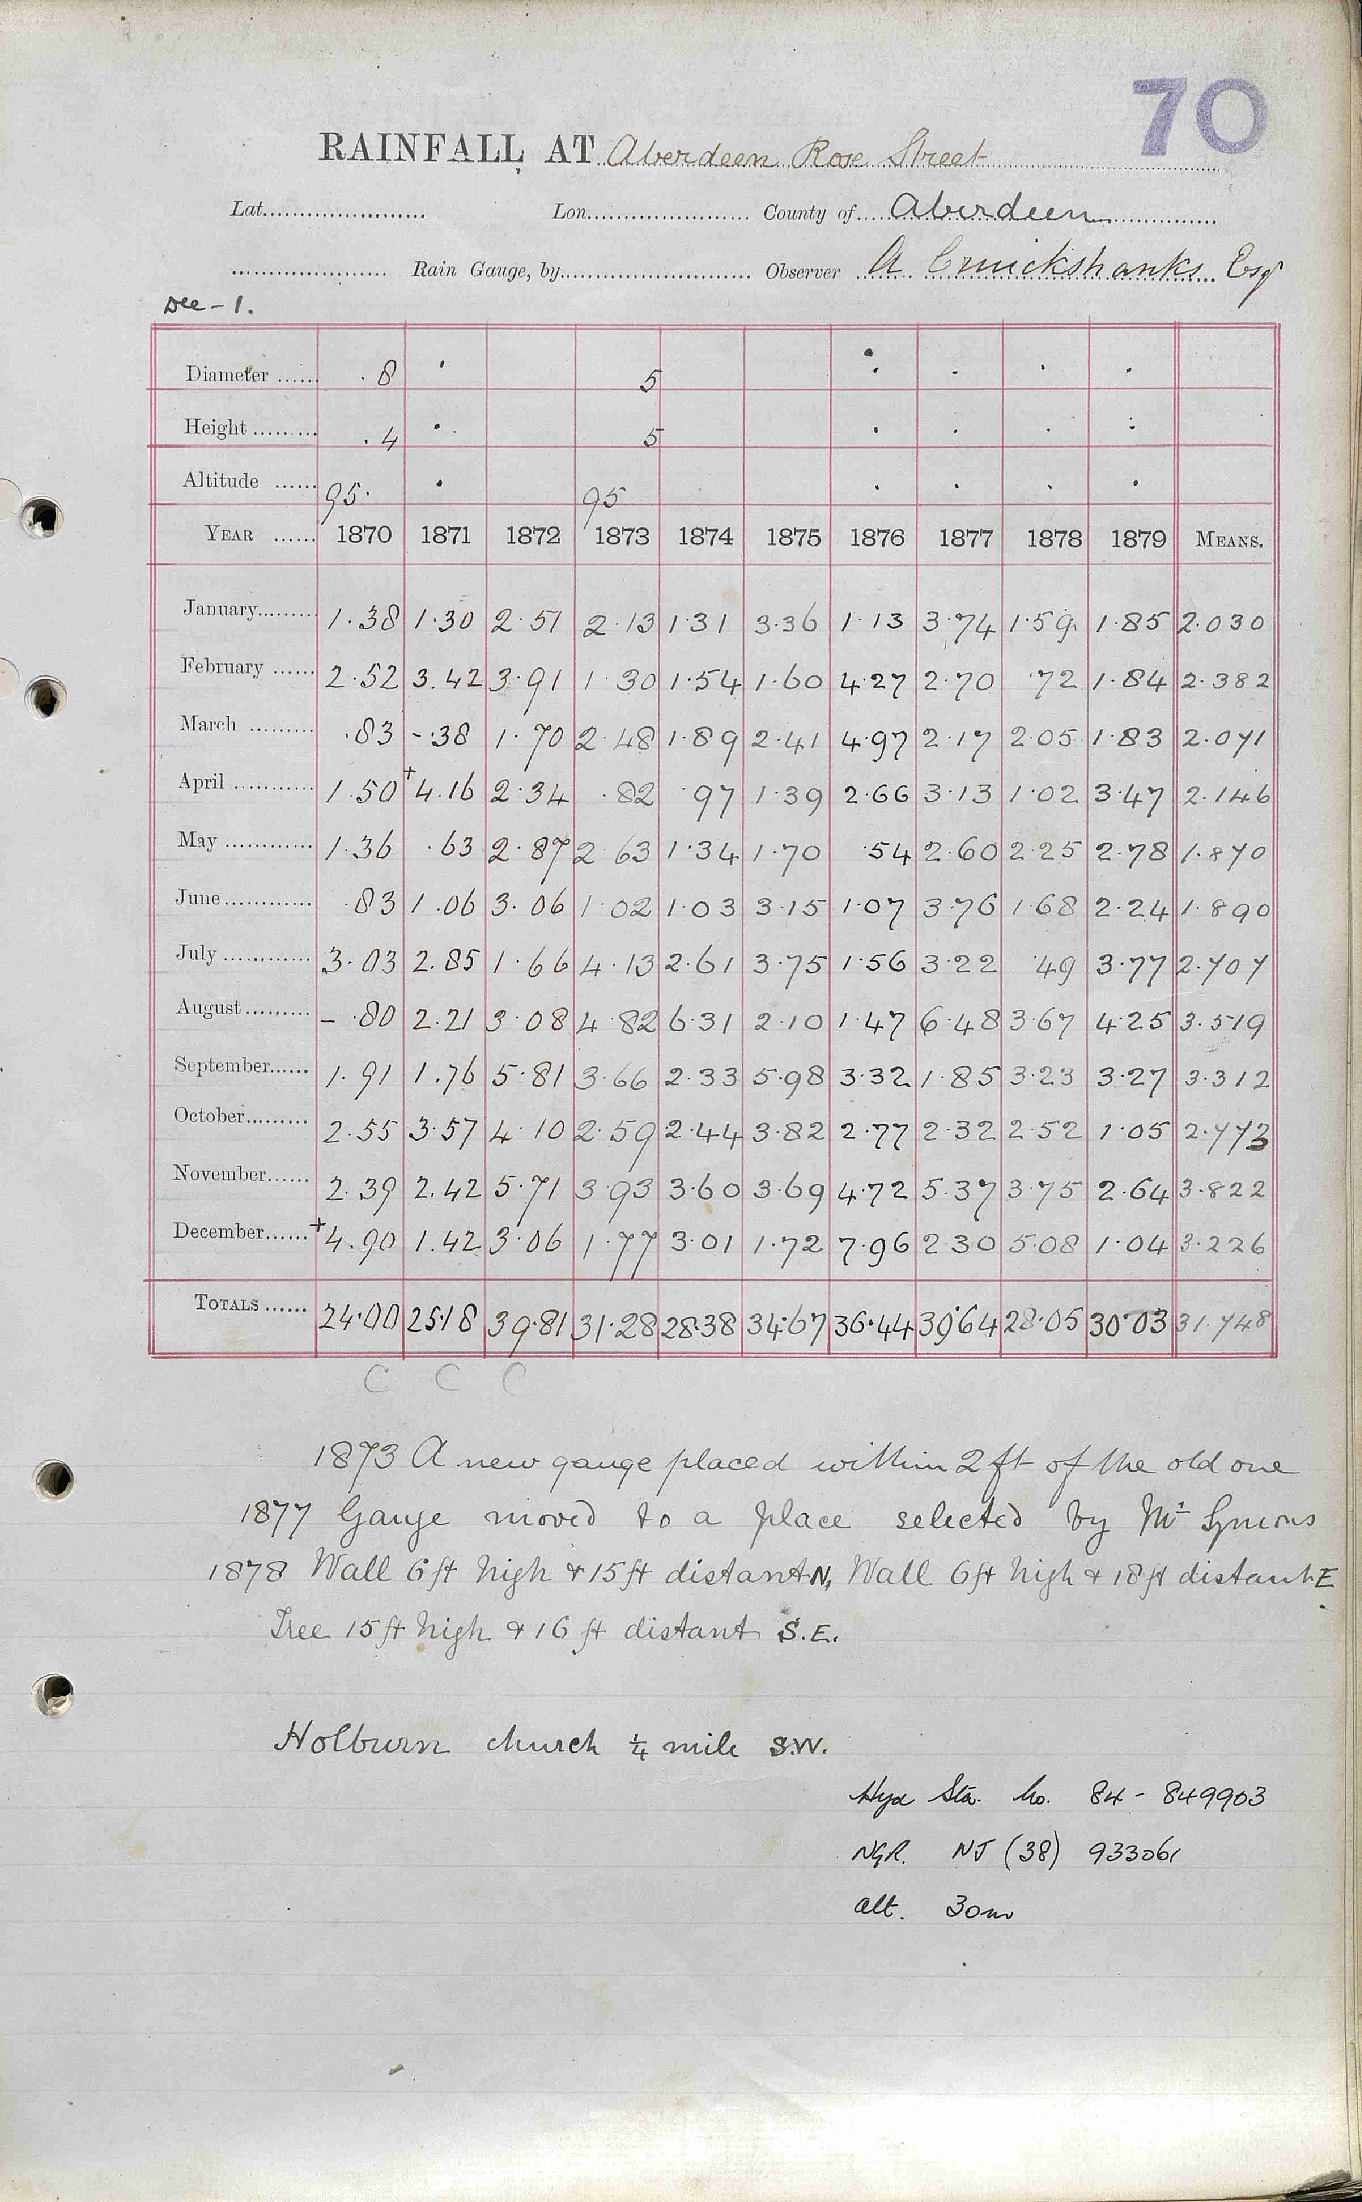 70
RAINFALL AT Aberdeen Rose Street
Lat. Lon. County of Aberdeen
Rain Gauge, by Observer A Cruickshanks Esqr
Dee - 1.
Diameter ...... 8 5
Height ......... 4 5
Altitude ...... 95 95
YEAR ...... 1870 1871 1872 1873 1874 1875 1876 1877 1878 1879 MEANS.
January......... 1.38 1.30 2.51 2.13 1.31 3.36 1.13 3.74 1.59 1.85 2.030
February ...... 2.52 3.42 3.91 1.30 1.54 1.60 4.27 2.70 .72 1.84 2.382
March ......... .83 -.38 1.70 2.48 1.89 2.41 4.97 2.17 2.05 1.83 2.071
April ............ 1.50 +4.16 2.34 .82 .97 1.39 2.66 3.13 1.02 3.47 2.146
May ............ 1.36 .63 2.87 2.63 1.34 1.70 .54 2.60 2.25 2.78 1.870
June ............ .83 1.06 3.06 1.02 1.03 3.15 1.07 3.76 1.68 2.24 1.890
July ............ 3.03 2.85 1.66 4.13 2.61 3.75 1.56 3.22 .49 3.77 2.707
August ......... - .80 2.21 3.08 4.82 6.31 2.10 1.47 6.48 3.67 4.25 3.519
September ...... 1.91 1.76 5.81 3.66 2.33 5.98 3.32 1.85 3.23 3.27 3.312
October ......... 2.55 3.57 4.10 2.59 2.44 3.82 2.77 2.32 2.52 1.05 2.773
November ...... 2.39 2.42 5.71 3.93 3.60 3.69 4.72 5.37 3.75 2.64 3.822
December ...... +4.90 1.42 3.06 1.77 3.01 1.72 7.96 2.30 5.08 1.04 3.226
TOTALS ...... 24.00 25.18 39.81 31.28 28.38 34.67 36.44 39.64 28.05 30.03 31.748
C C C
1873 A new gauge placed within 2 ft of the old one
1877 Gauge moved to a place selected by Mr Symons
1878 Wall 6 ft high & 15 ft distant N, Wall 6 ft high & 18 ft distant E
Tree 15 ft high & 16 ft distant S.E.
Holburn church ¼ mile S.W.
Hyd Sta. No. 84 - 849903
NGR. NJ (38) 933061
alt. 30m